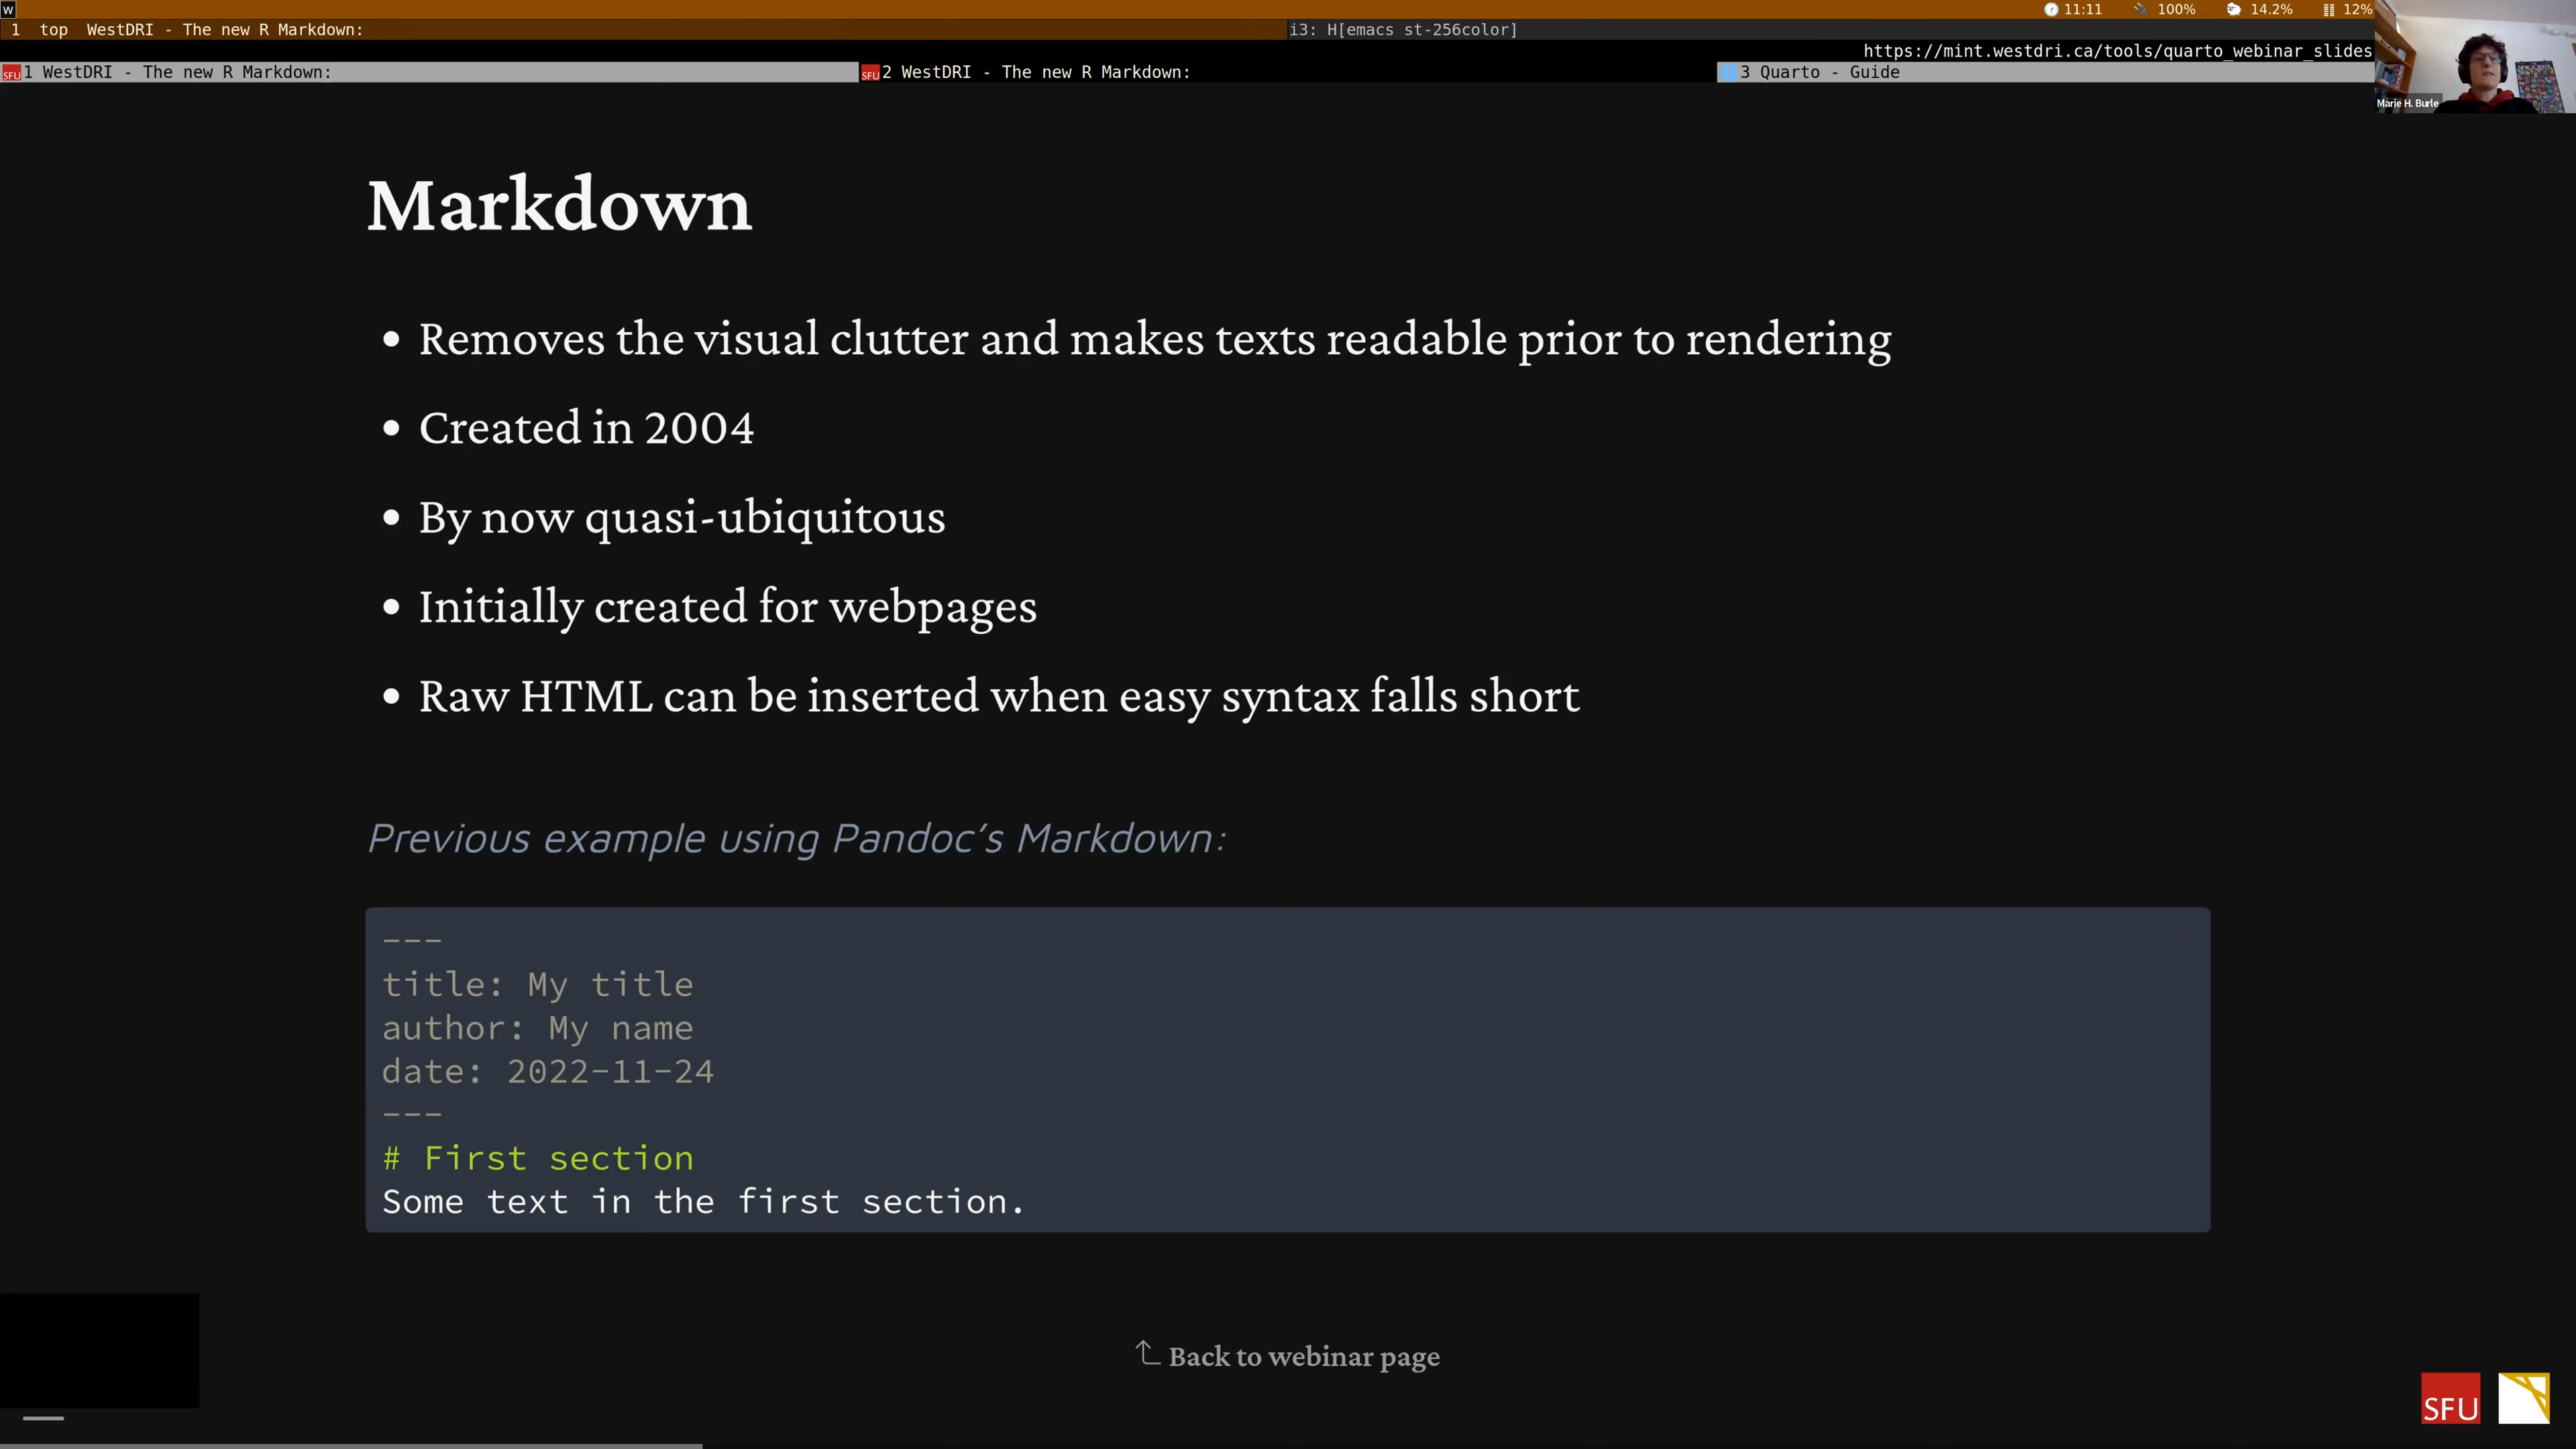 W
11:11 100% 14.2% 12%
1 top WestDRI - The new R Markdown:
i3: H[emacs st-256color]
https://mint.westdri.ca/tools/quarto_webinar_slides
SFU 1 WestDRI - The new R Markdown:
SFU 2 WestDRI - The new R Markdown:
3 Quarto - Guide
Marie H. Burle
Markdown
• Removes the visual clutter and makes texts readable prior to rendering
• Created in 2004
• By now quasi-ubiquitous
• Initially created for webpages
• Raw HTML can be inserted when easy syntax falls short
Previous example using Pandoc’s Markdown:
---
title: My title
author: My name
date: 2022-11-24
---
# First section
Some text in the first section.
Back to webinar page
SFU